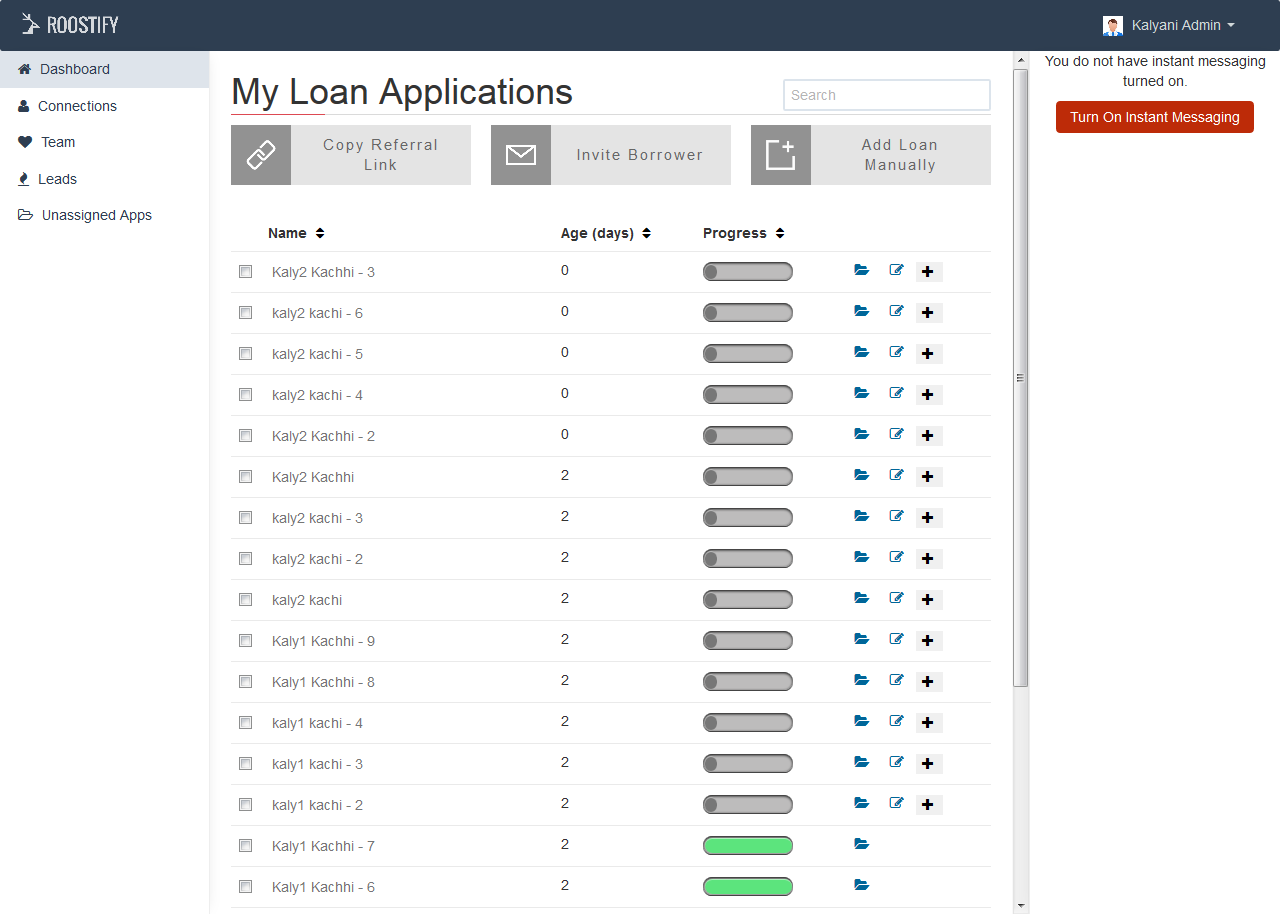 ROOSTIFY
Kalyani Admin
Dashboard
Connections
Team
Leads
Unassigned Apps
My Loan Applications
Search
Copy Referral
Link
Invite Borrower
Add Loan
Manually
Name Age (days) Progress
Kaly2 Kachhi - 3 0
kaly2 kachi - 6 0
kaly2 kachi - 5 0
kaly2 kachi - 4 0
Kaly2 Kachhi - 2 0
Kaly2 Kachhi 2
kaly2 kachi - 3 2
kaly2 kachi - 2 2
kaly2 kachi 2
Kaly1 Kachhi - 9 2
Kaly1 Kachhi - 8 2
kaly1 kachi - 4 2
kaly1 kachi - 3 2
kaly1 kachi - 2 2
Kaly1 Kachhi - 7 2
Kaly1 Kachhi - 6 2
You do not have instant messaging
turned on.
Turn On Instant Messaging